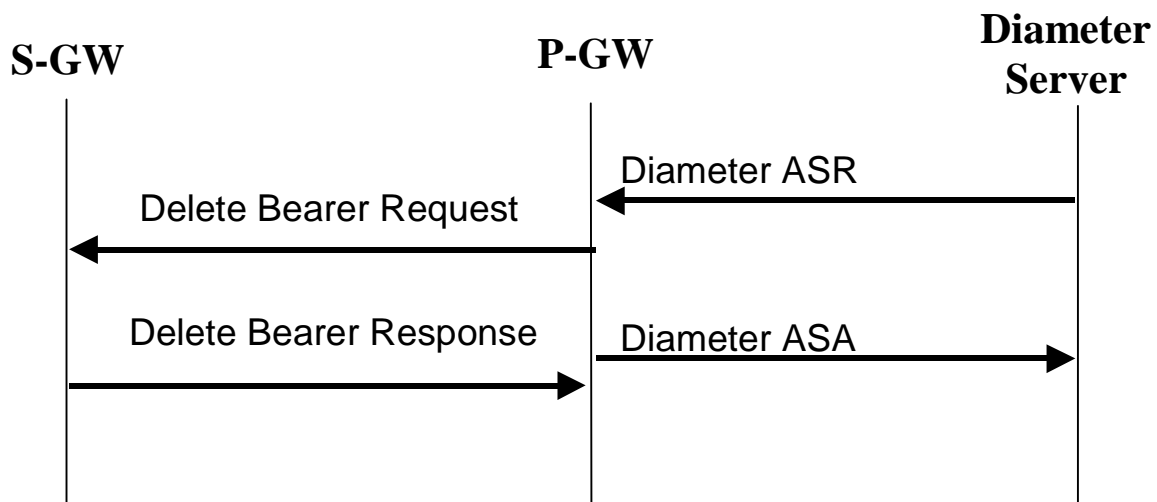 S-GW
P-GW
Diameter
Server
Diameter ASR
Delete Bearer Request
Delete Bearer Response
Diameter ASA